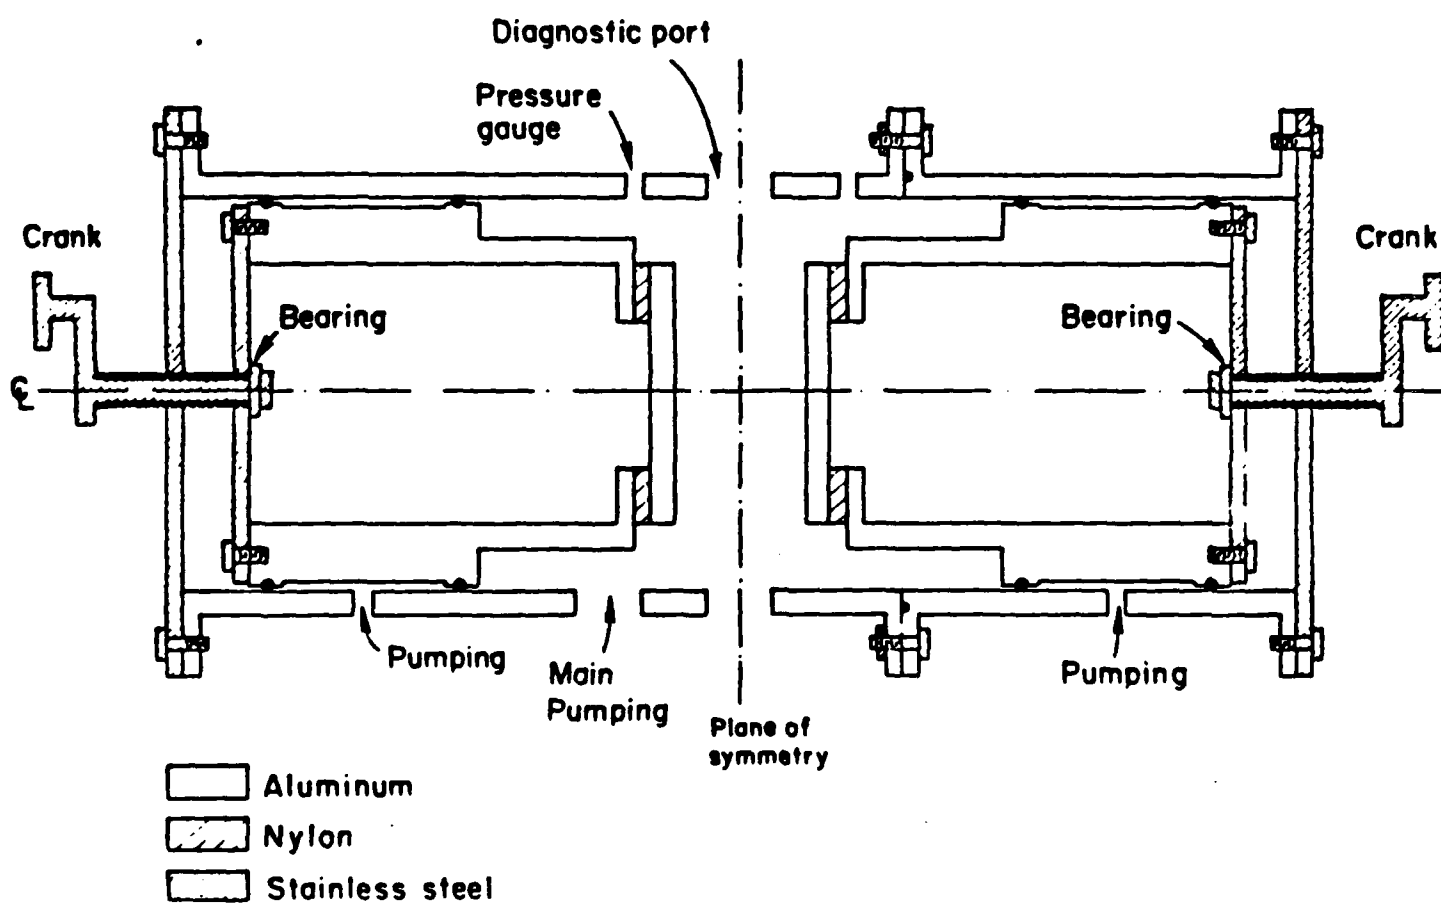 Diagnostic port
Pressure
gauge
Crank
Crank
Bearing
Bearing
℄
Pumping
Main
Pumping
Pumping
Plane of
symmetry
Aluminum
Nylon
Stainless steel